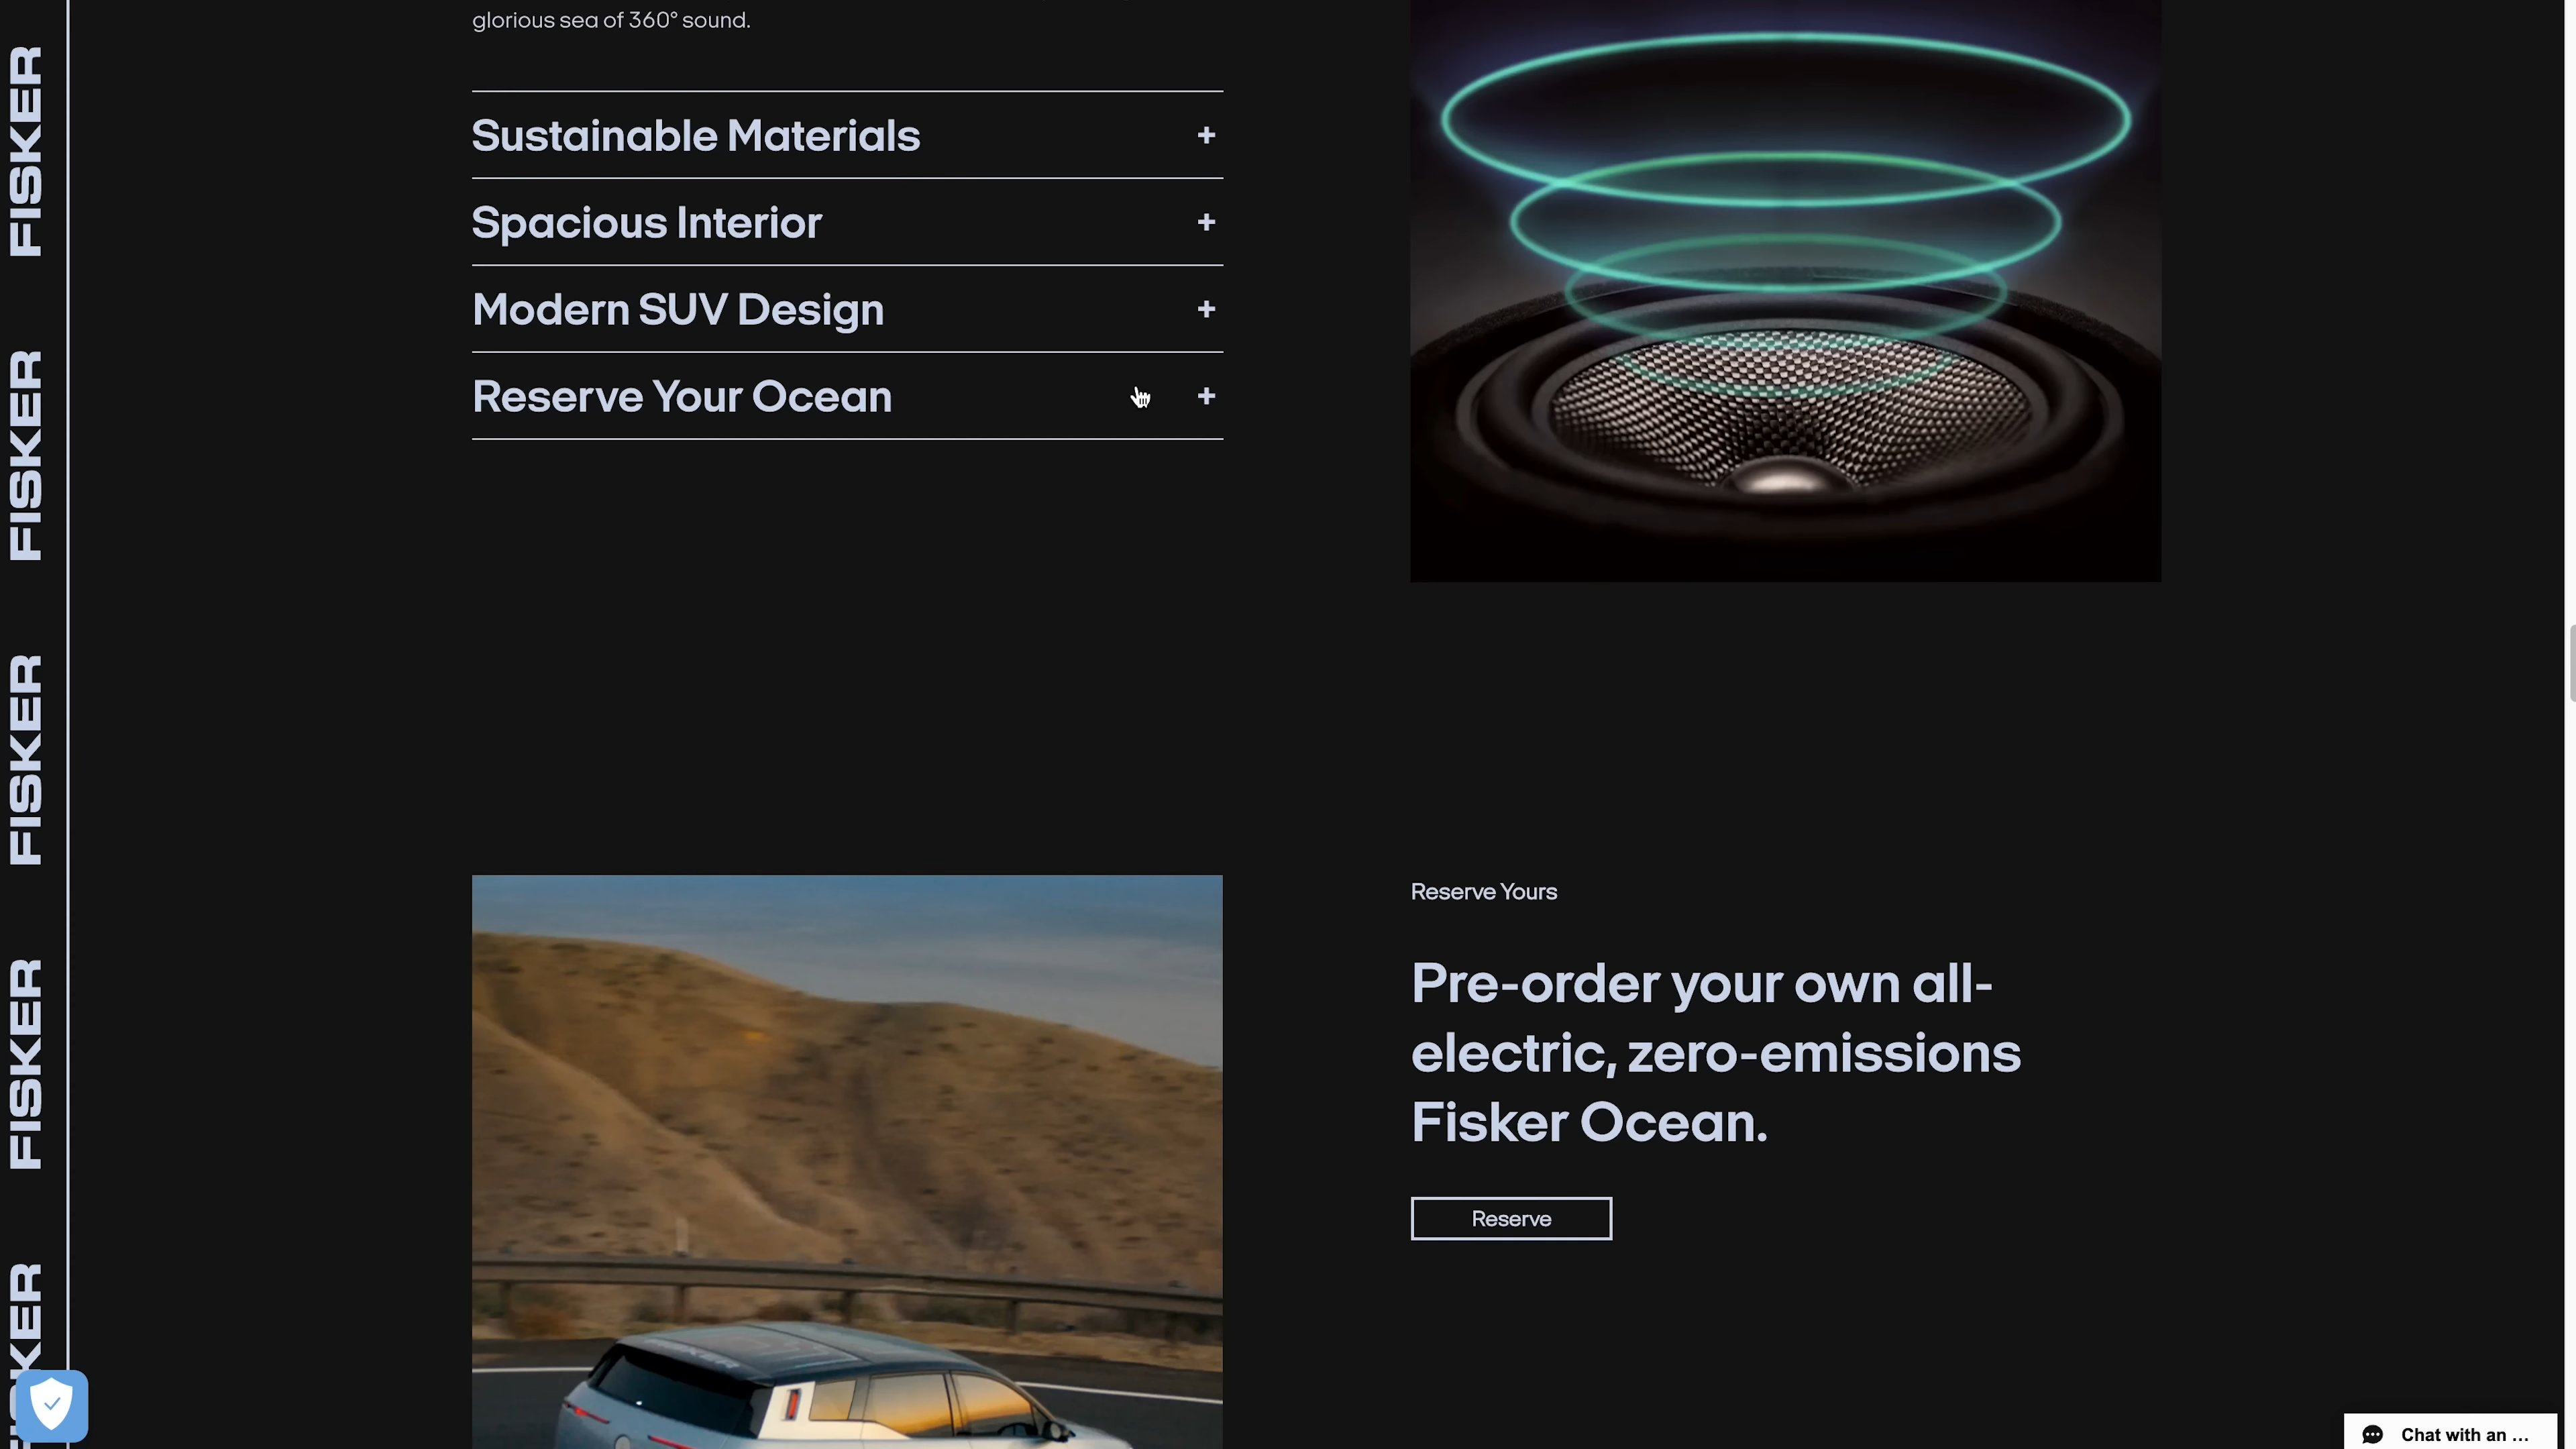 glorious sea of 360° sound.
Sustainable Materials +
Spacious Interior +
Modern SUV Design +
Reserve Your Ocean +
Reserve Yours
Pre-order your own all-
electric, zero-emissions
Fisker Ocean.
Reserve
FISKER
FISKER
FISKER
FISKER
FISKER
Chat with an ...